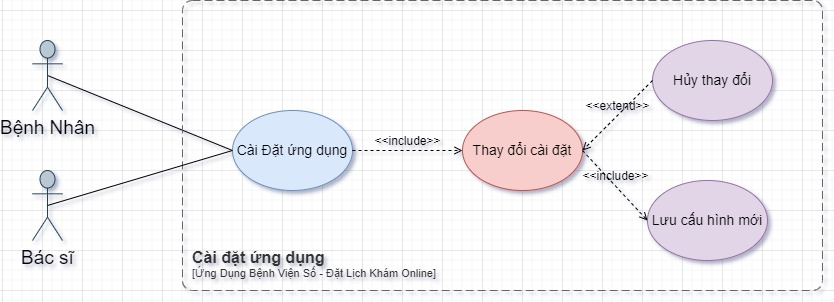 Bệnh Nhân
Bác sĩ
Cài Đặt ứng dụng
<<include>>
Thay đổi cài đặt
<<extend>>
Hủy thay đổi
<<include>>
Lưu cấu hình mới
Cài đặt ứng dụng
[Ứng Dụng Bệnh Viện Số - Đặt Lịch Khám Online]